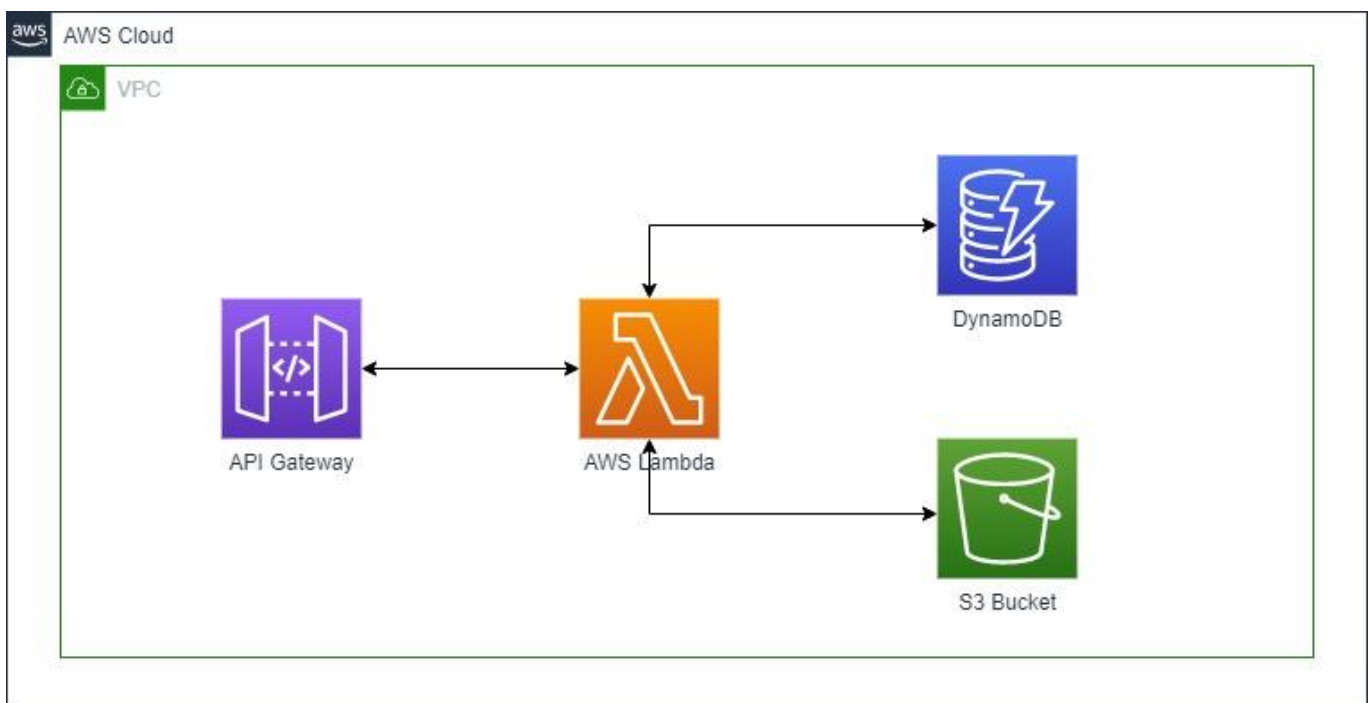 aws
AWS Cloud
VPC
DynamoDB
</>
API Gateway
AWS Lambda
S3 Bucket